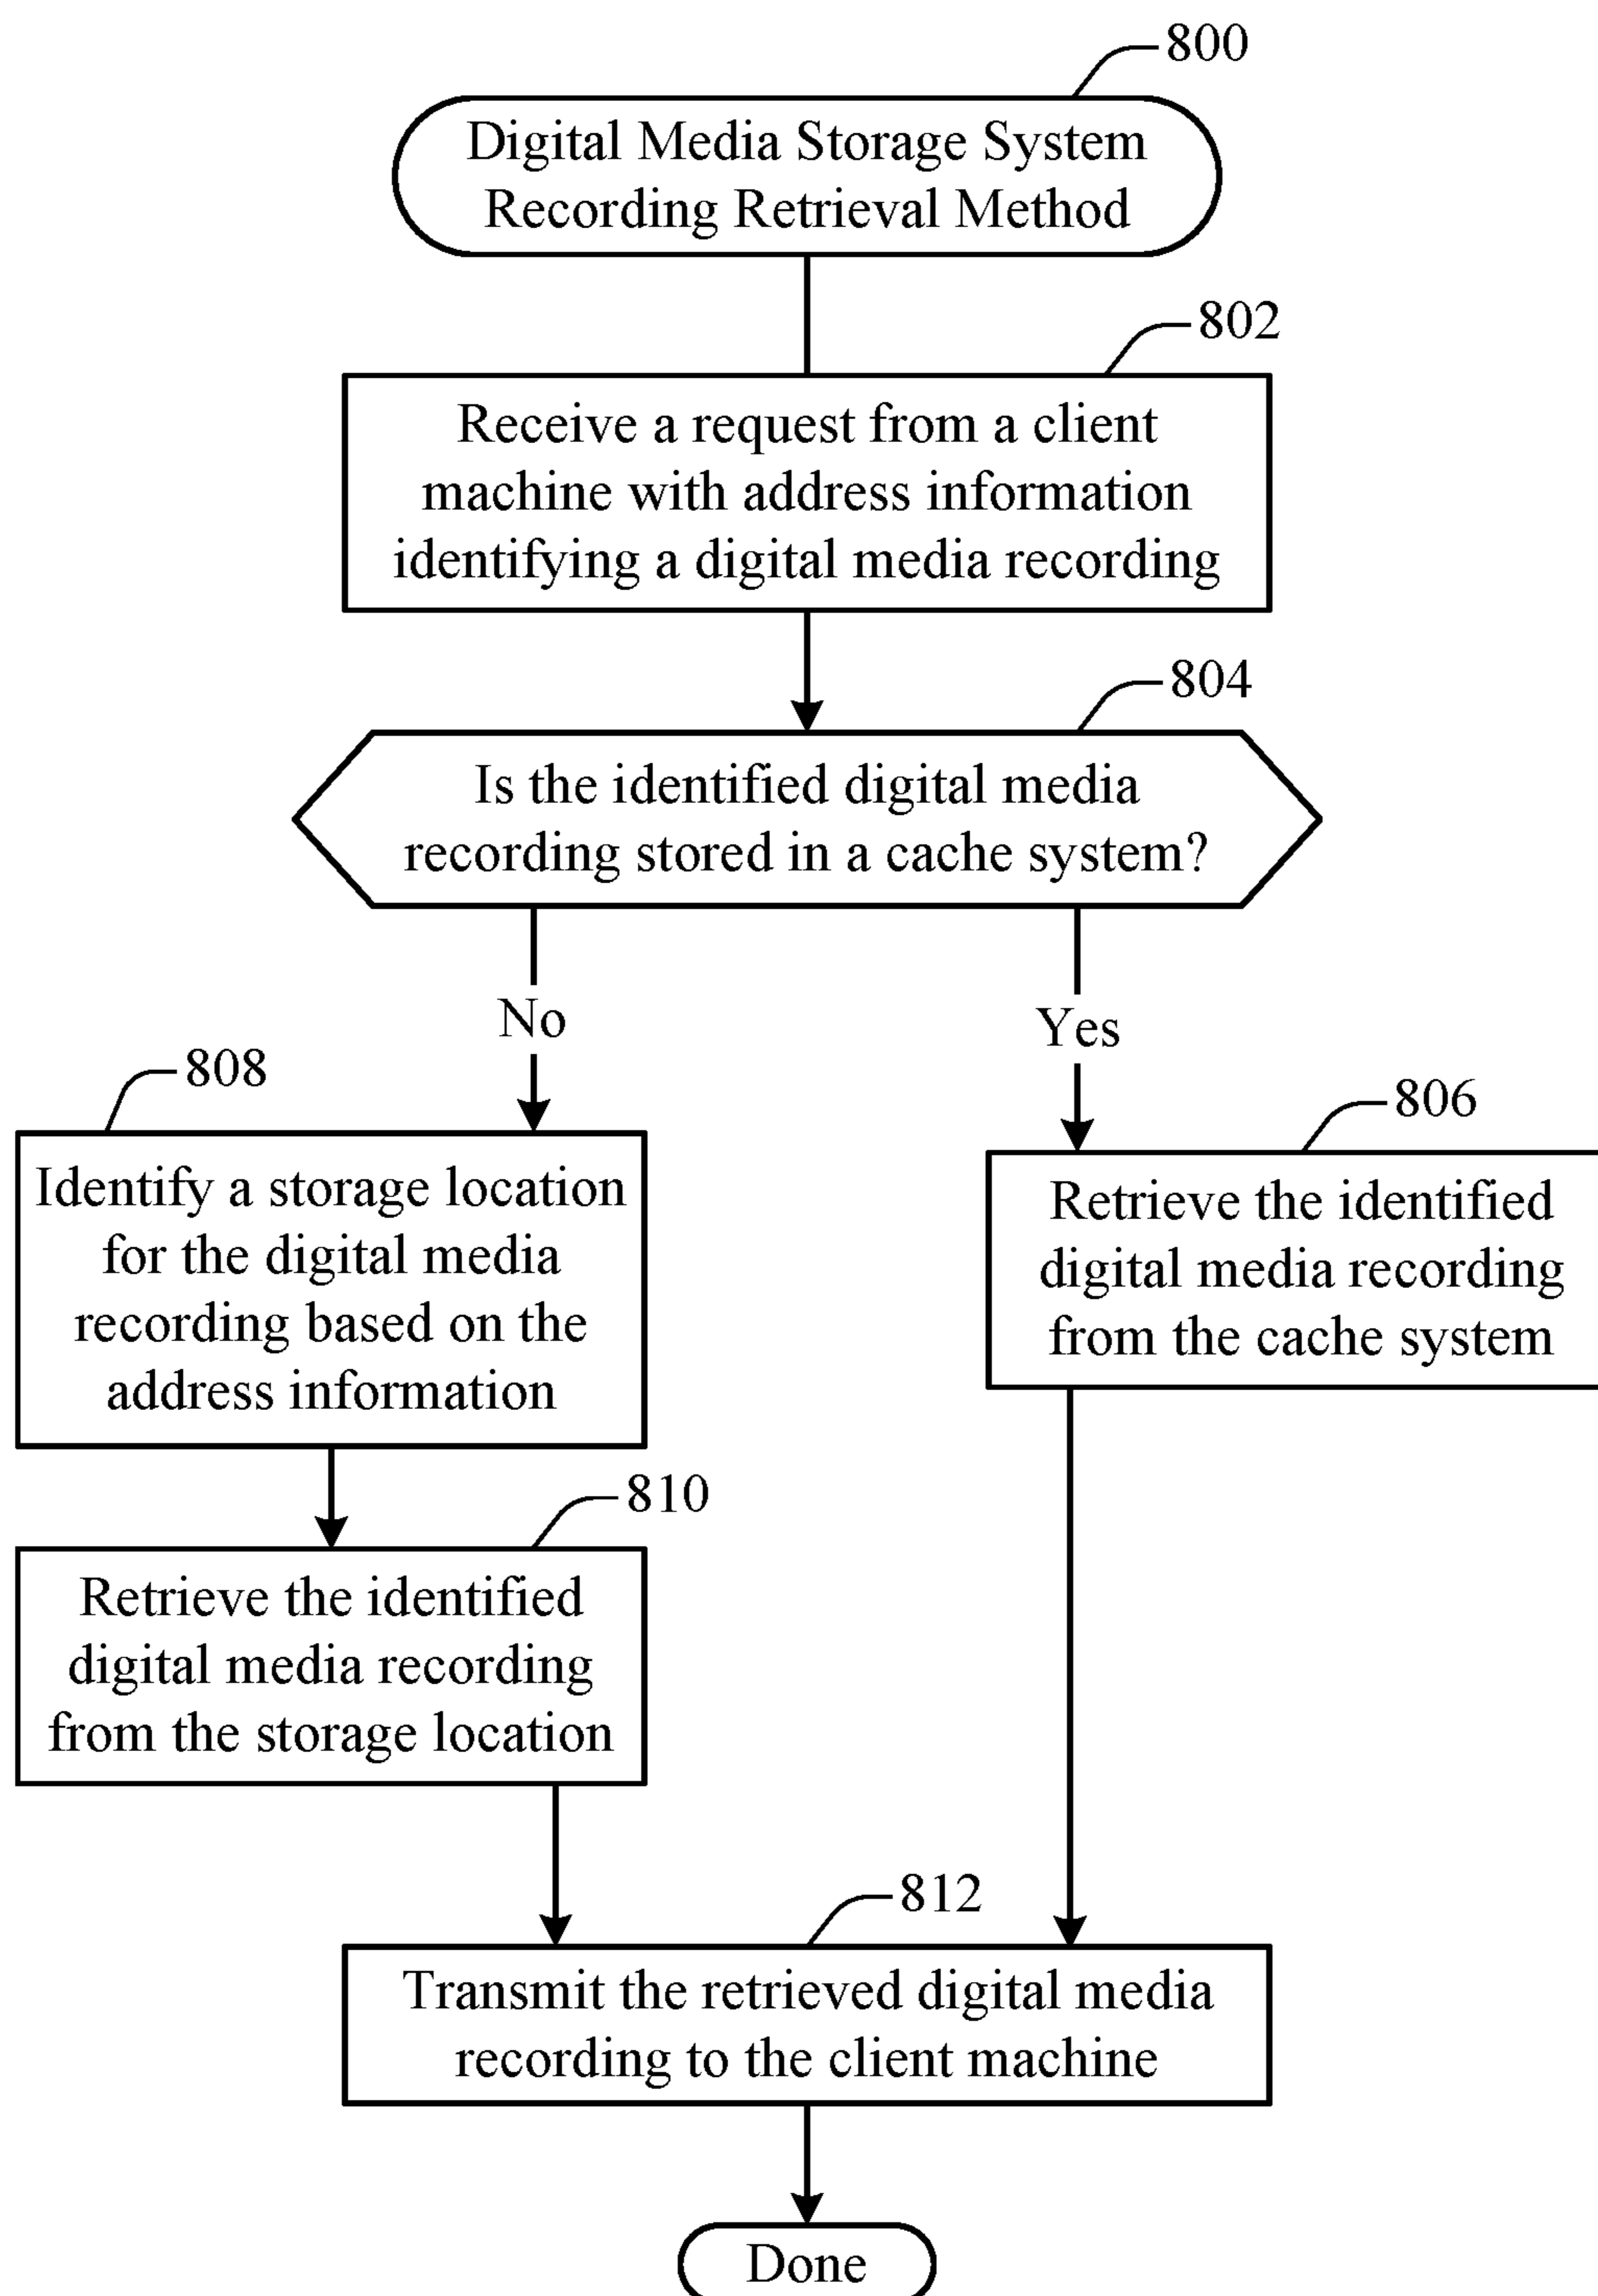 800
Digital Media Storage System
Recording Retrieval Method
802
Receive a request from a client
machine with address information
identifying a digital media recording
804
Is the identified digital media
recording stored in a cache system?
No
Yes
808
Identify a storage location
for the digital media
recording based on the
address information
806
Retrieve the identified
digital media recording
from the cache system
810
Retrieve the identified
digital media recording
from the storage location
812
Transmit the retrieved digital media
recording to the client machine
Done